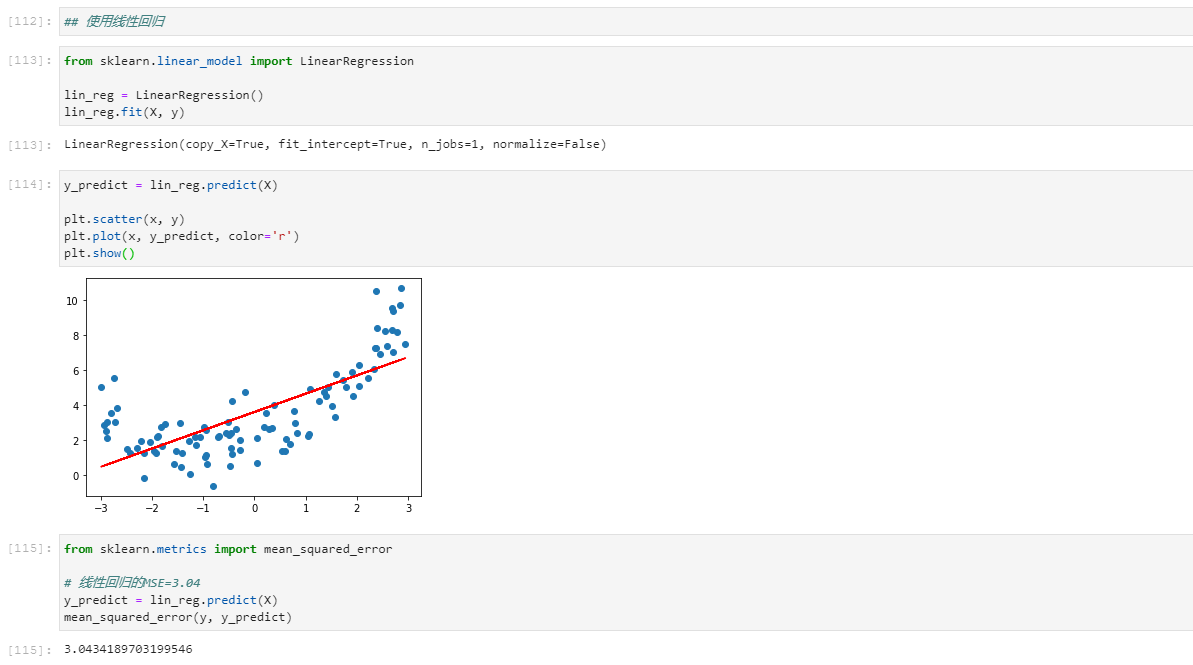 [112]: ## 使用线性回归
[113]: from sklearn.linear_model import LinearRegression
lin_reg = LinearRegression()
lin_reg.fit(X, y)
[113]: LinearRegression(copy_X=True, fit_intercept=True, n_jobs=1, normalize=False)
[114]: y_predict = lin_reg.predict(X)
plt.scatter(x, y)
plt.plot(x, y_predict, color='r')
plt.show()
10
8
6
4
2
0
−3 −2 −1 0 1 2 3
[115]: from sklearn.metrics import mean_squared_error
# 线性回归的MSE=3.04
y_predict = lin_reg.predict(X)
mean_squared_error(y, y_predict)
[115]: 3.0434189703199546